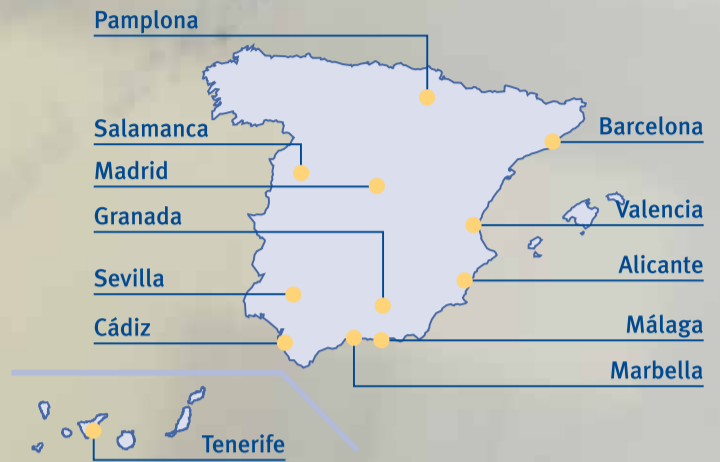 Pamplona
Salamanca
Madrid
Granada
Sevilla
Cádiz
Barcelona
Valencia
Alicante
Málaga
Marbella
Tenerife